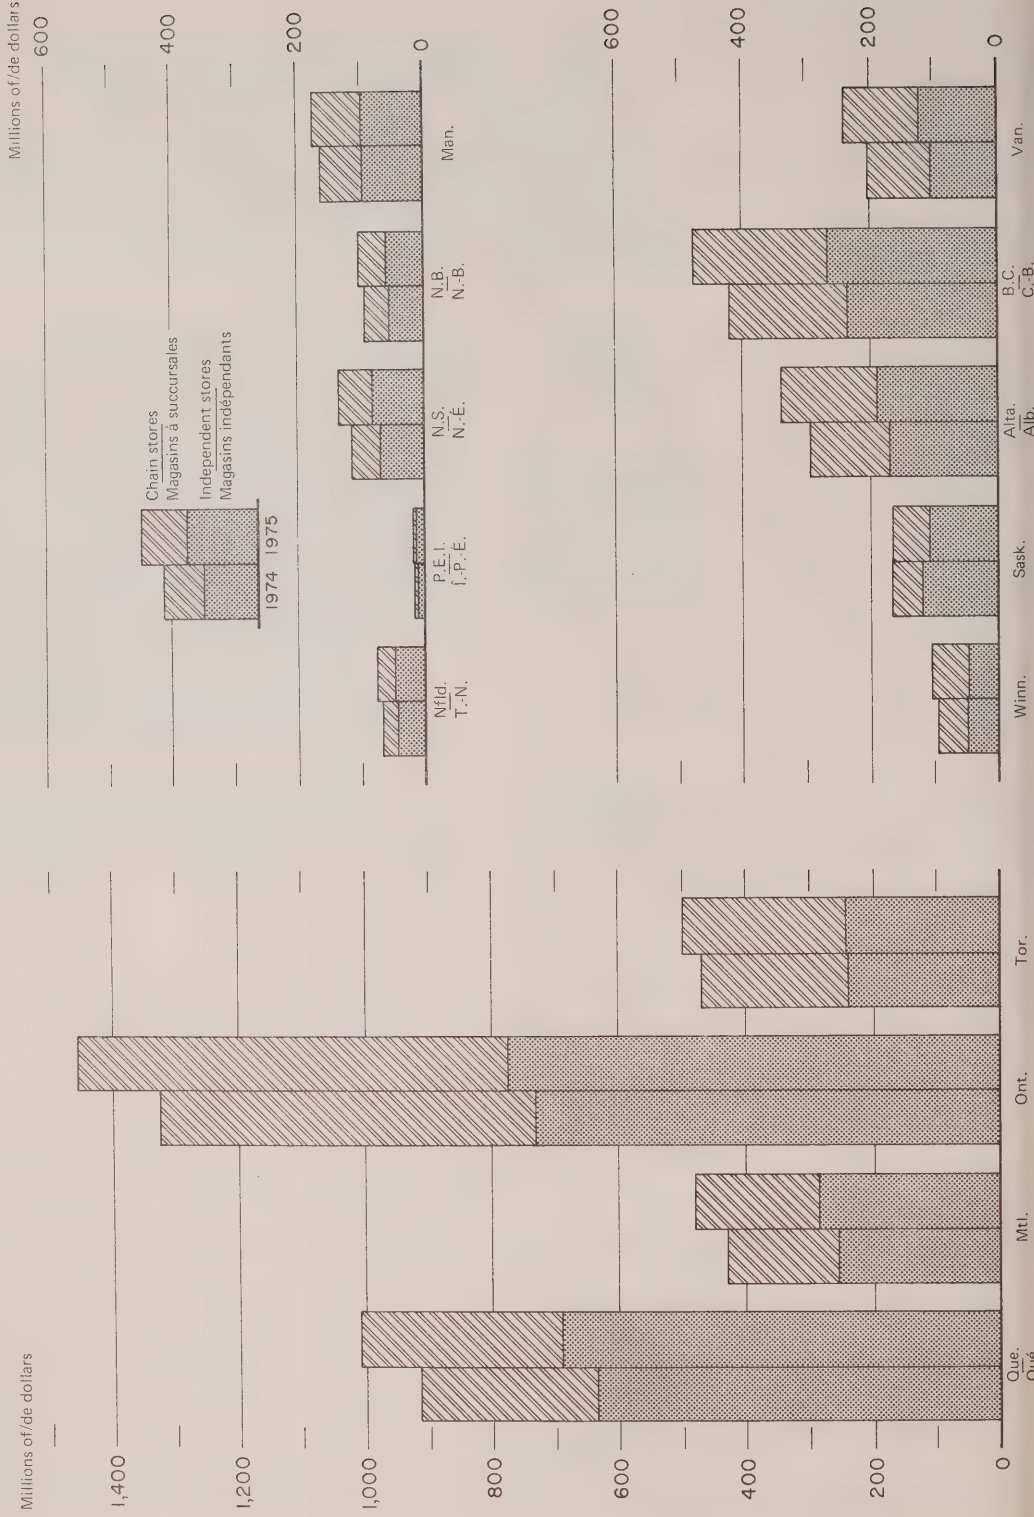 Millions of/de dollars
1,400
1,200
1,000
800
600
400
200
0
Que.
Mtl.
Ont.
Tor.
Millions of/de dollars
600
400
200
0
Chain stores
Magasins à succursales
Independent stores
Magasins indépendants
1974 1975
Nfld.
T.-N.
P.E.I.
Î.-P.-É.
N.S.
N.-É.
N.B.
N.-B.
Man.
600
400
200
0
Winn.
Sask.
Alta.
Alb.
B.C.
C.-B.
Van.